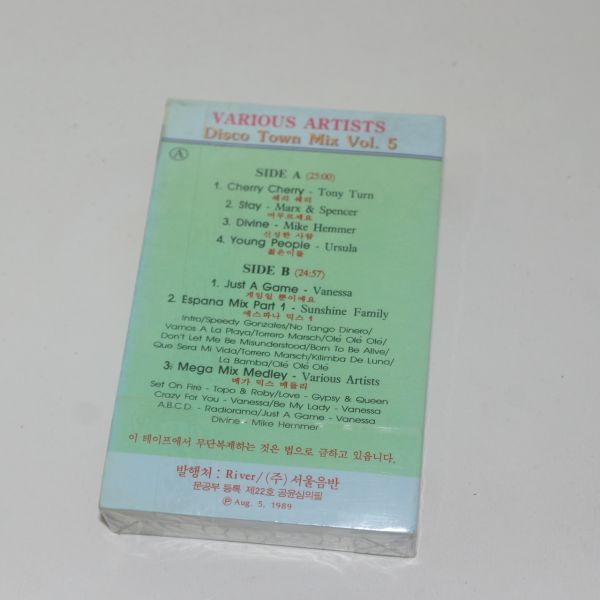 VARIOUS ARTISTS
Disco Town Mix Vol. 5
A
SIDE A (25:00)
1. Cherry Cherry - Tony Turn
체리 체리
2. Stay - Marx & Spencer
머무르세요
3. Divine - Mike Hemmer
신성한 사람
4. Young People - Ursula
젊은이들
SIDE B (24:57)
1. Just A Game - Vanessa
게임일 뿐이에요
2. Espana Mix Part 1 - Sunshine Family
에스파나 믹스 1
Intro/Speedy Gonzales/No Tango Dinero/
Vamos A La Playa/Torrero Marsch/Olé Olé Olé/
Don't Let Me Be Misunderstood/Born To Be Alive/
Que Sera Mi Vida/Torrero Marsch/Kilimba De Luna/
La Bamba/Olé Olé Olé
3. Mega Mix Medley - Various Artists
메가 믹스 메들리
Set On Fire - Topo & Roby/Love - Gypsy & Queen
Crazy For You - Vanessa/Be My Lady - Vanessa
A.B.C.D. - Radiorama/Just A Game - Vanessa
Divine - Mike Hemmer
이 테이프에서 무단복제하는 것은 법으로 금하고 있읍니다.
발행처 : River/(주)서울음반
문공부 등록 제22호 공윤심의필
Ⓟ Aug. 5, 1989